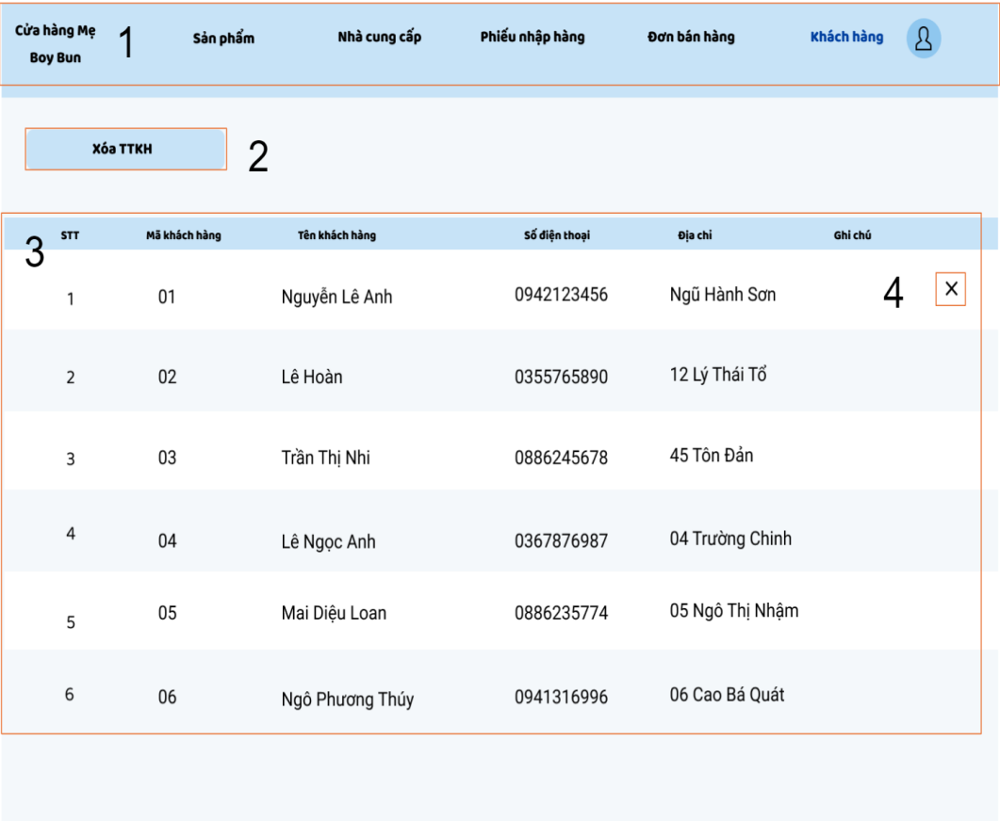 Cửa hàng Mẹ
Boy Bun
1
Sản phẩm
Nhà cung cấp
Phiếu nhập hàng
Đơn bán hàng
Khách hàng
Xóa TTKH
2
3
STT Mã khách hàng Tên khách hàng Số điện thoại Địa chỉ Ghi chú
1 01 Nguyễn Lê Anh 0942123456 Ngũ Hành Sơn 4 X
2 02 Lê Hoàn 0355765890 12 Lý Thái Tổ
3 03 Trần Thị Nhi 0886245678 45 Tôn Đản
4 04 Lê Ngọc Anh 0367876987 04 Trường Chinh
5 05 Mai Diệu Loan 0886235774 05 Ngô Thị Nhậm
6 06 Ngô Phương Thúy 0941316996 06 Cao Bá Quát